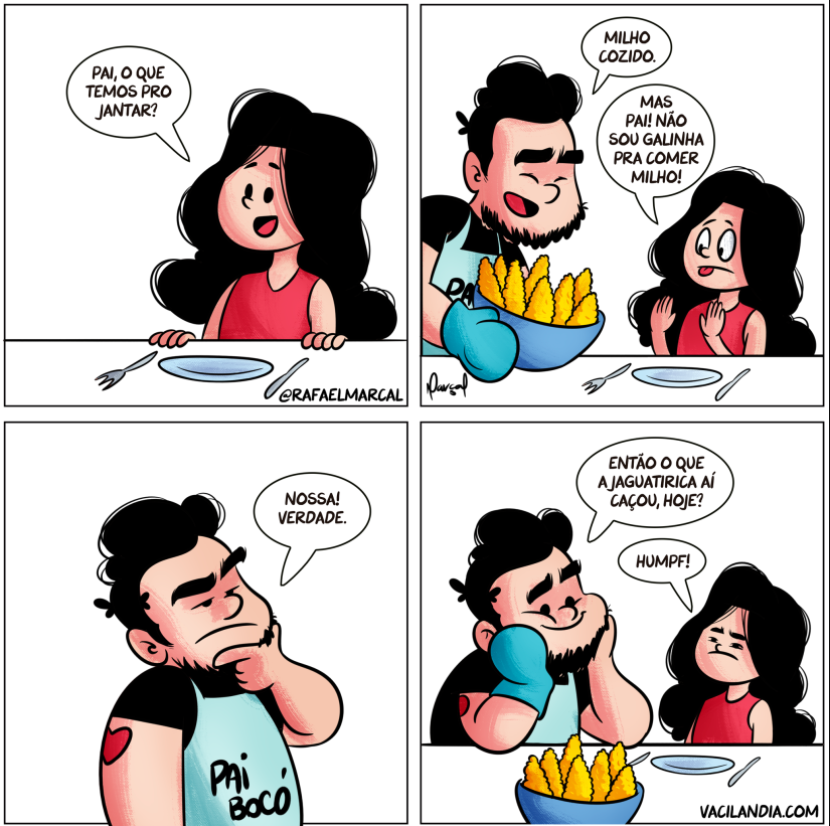 PAI, O QUE
TEMOS PRO
JANTAR?
@RAFAELMARCAL
MILHO
COZIDO.
MAS
PAI! NÃO
SOU GALINHA
PRA COMER
MILHO!
PA
Marçal
NOSSA!
VERDADE.
PAI
BOCÓ
ENTÃO O QUE
A JAGUATIRICA AÍ
CAÇOU, HOJE?
HUMPF!
VACILANDIA.COM